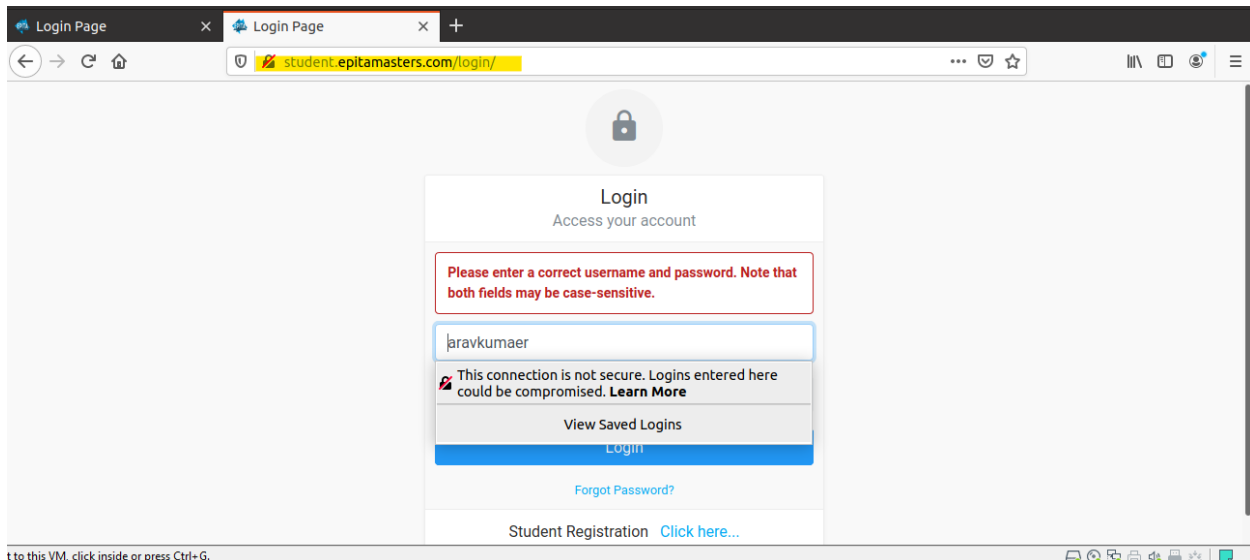 Login Page
Login Page
student.epitamasters.com/login/
Login
Access your account
Please enter a correct username and password. Note that
both fields may be case-sensitive.
aravkumaer
This connection is not secure. Logins entered here
could be compromised. Learn More
View Saved Logins
Login
Forgot Password?
Student Registration Click here...
t to this VM, click inside or press Ctrl+G.